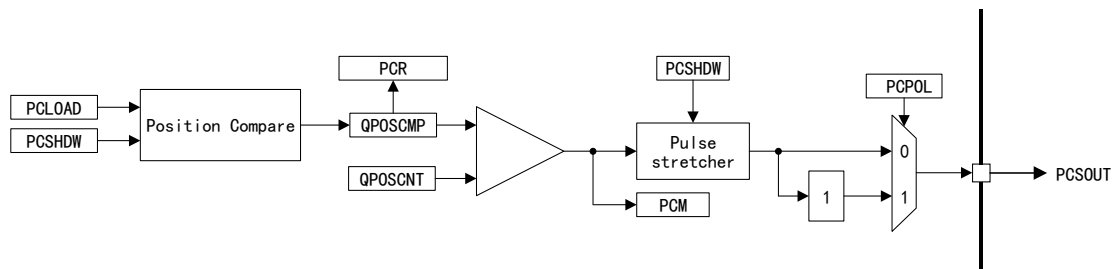 PCLOAD
PCSHDW
Position Compare
PCR
QPOSCMP
QPOSCNT
PCSHDW
Pulse
stretcher
PCM
1
PCPOL
0
1
PCSOUT